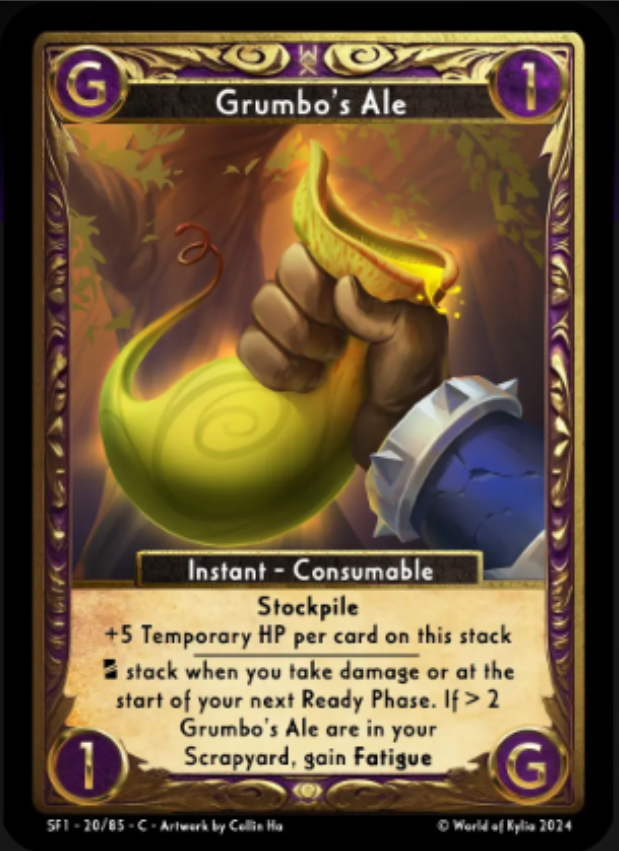 G
1
Grumbo's Ale
Instant - Consumable
Stockpile
+5 Temporary HP per card on this stack
stack when you take damage or at the
start of your next Ready Phase. If > 2
Grumbo's Ale are in your
Scrapyard, gain Fatigue
1
G
SF1 - 20/85 - C - Artwork by Collin Ha
© World of Kylia 2024